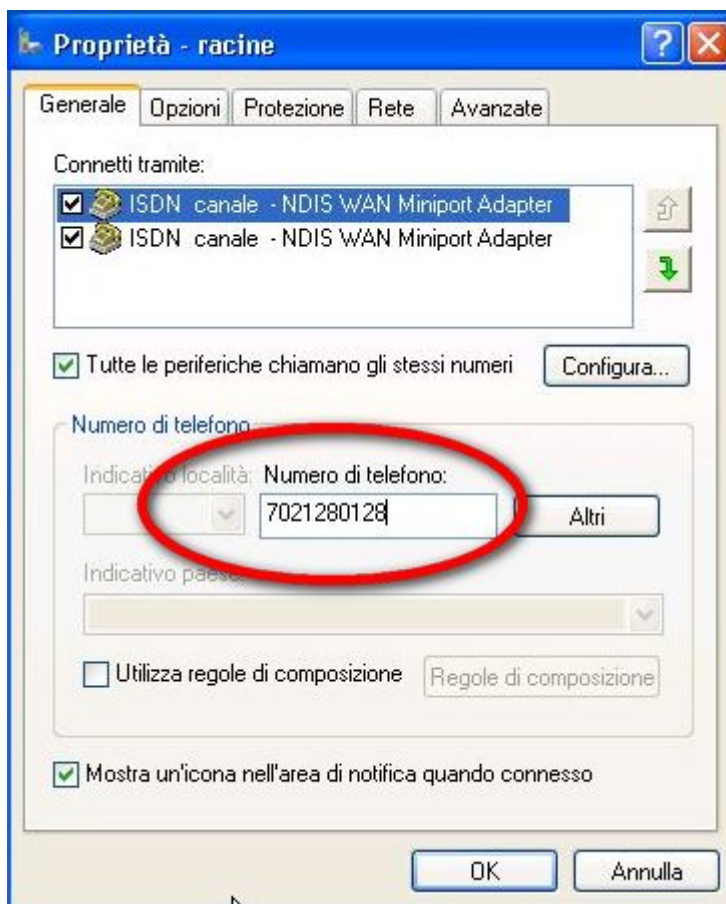 Proprietà - racine
Generale Opzioni Protezione Rete Avanzate
Connetti tramite:
ISDN canale - NDIS WAN Miniport Adapter
ISDN canale - NDIS WAN Miniport Adapter
Tutte le periferiche chiamano gli stessi numeri Configura...
Numero di telefono
Indicativo località: Numero di telefono:
7021280128 Altri
Indicativo paese:
Utilizza regole di composizione Regole di composizione
Mostra un'icona nell'area di notifica quando connesso
OK Annulla